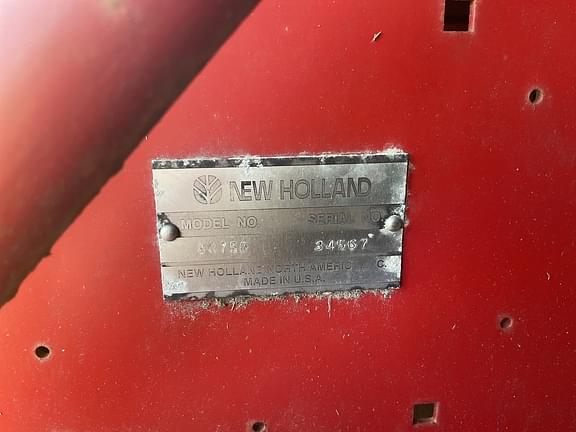 NEW HOLLAND
MODEL NO. SERIAL NO.
34567
NEW HOLLAND NORTH AMERIC C.
MADE IN U.S.A.